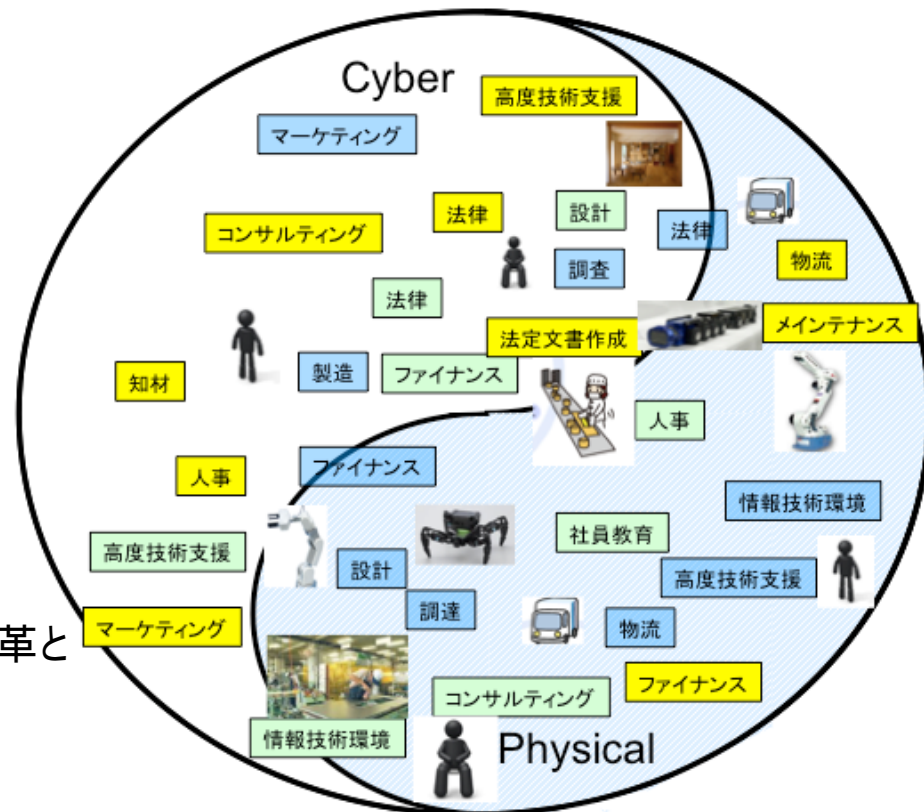 Cyber
高度技術支援
マーケティング
法律
設計
法律
コンサルティング
調査
物流
法律
法定文書作成
メインテナンス
知材
製造
ファイナンス
人事
人事
ファイナンス
情報技術環境
高度技術支援
社員教育
設計
高度技術支援
調達
革と
マーケティング
物流
コンサルティング
ファイナンス
情報技術環境
Physical